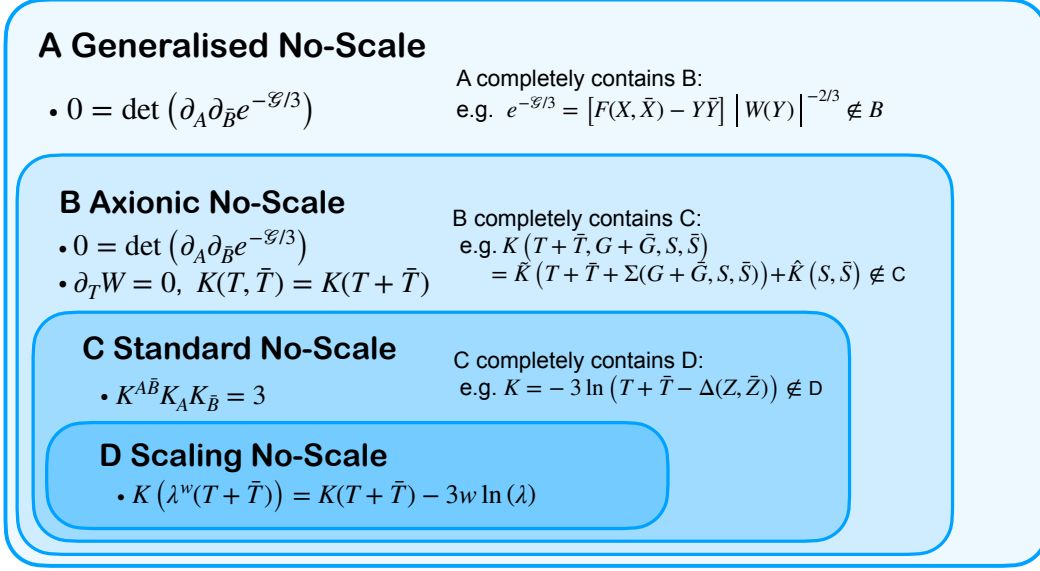 A Generalised No-Scale
• 0 = det (∂_A ∂_B̄ e^{−𝒢/3})
A completely contains B:
e.g. e^{−𝒢/3} = [F(X, X̄) − YȲ] |W(Y)|^{−2/3} ∉ B
B Axionic No-Scale
• 0 = det (∂_A ∂_B̄ e^{−𝒢/3})
• ∂_T W = 0, K(T, T̄) = K(T + T̄)
B completely contains C:
e.g. K (T + T̄, G + Ḡ, S, S̄)
= K̃ (T + T̄ + Σ(G + Ḡ, S, S̄)) + K̂ (S, S̄) ∉ C
C Standard No-Scale
• K^{AB̄} K_A K_B̄ = 3
C completely contains D:
e.g. K = − 3 ln (T + T̄ − Δ(Z, Z̄)) ∉ D
D Scaling No-Scale
• K (λ^w (T + T̄)) = K(T + T̄) − 3w ln (λ)